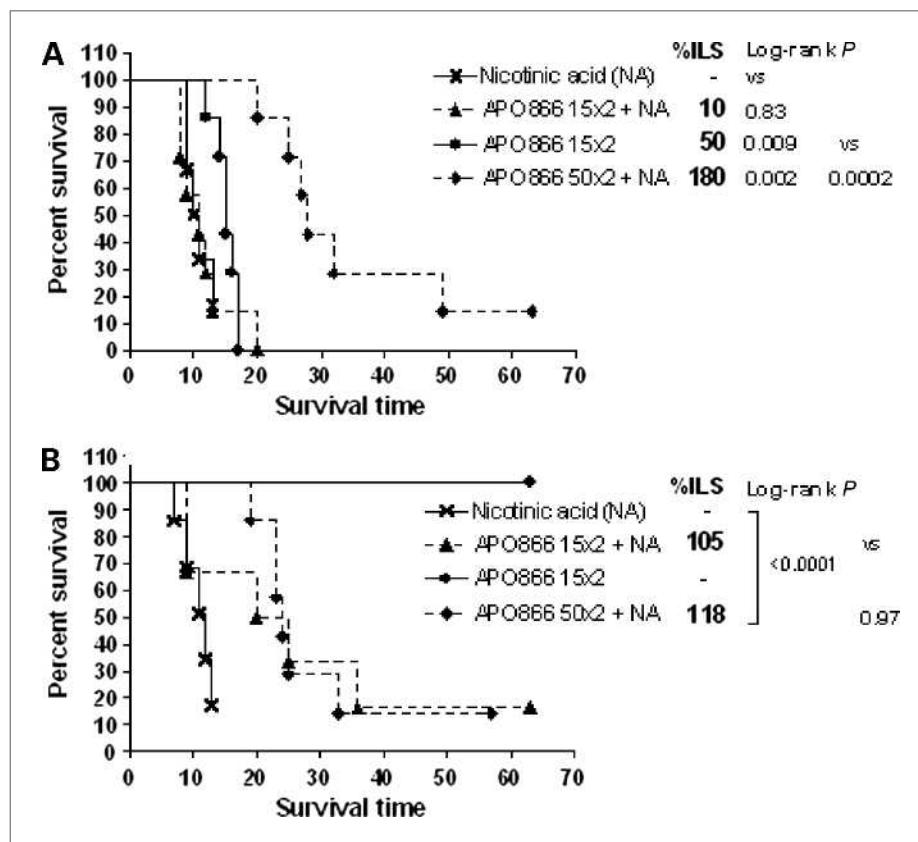 A
%ILS Log-rank P
Nicotinic acid (NA) - vs
APO866 15x2 + NA 10 0.83
APO866 15x2 50 0.009 vs
APO866 50x2 + NA 180 0.002 0.0002
Percent survival
110
100
90
80
70
60
50
40
30
20
10
0
0 10 20 30 40 50 60 70
Survival time
B
%ILS Log-rank P
Nicotinic acid (NA) -
APO866 15x2 + NA 105 vs
<0.0001
APO866 15x2 -
APO866 50x2 + NA 118 0.97
Percent survival
110
100
90
80
70
60
50
40
30
20
10
0
0 10 20 30 40 50 60 70
Survival time